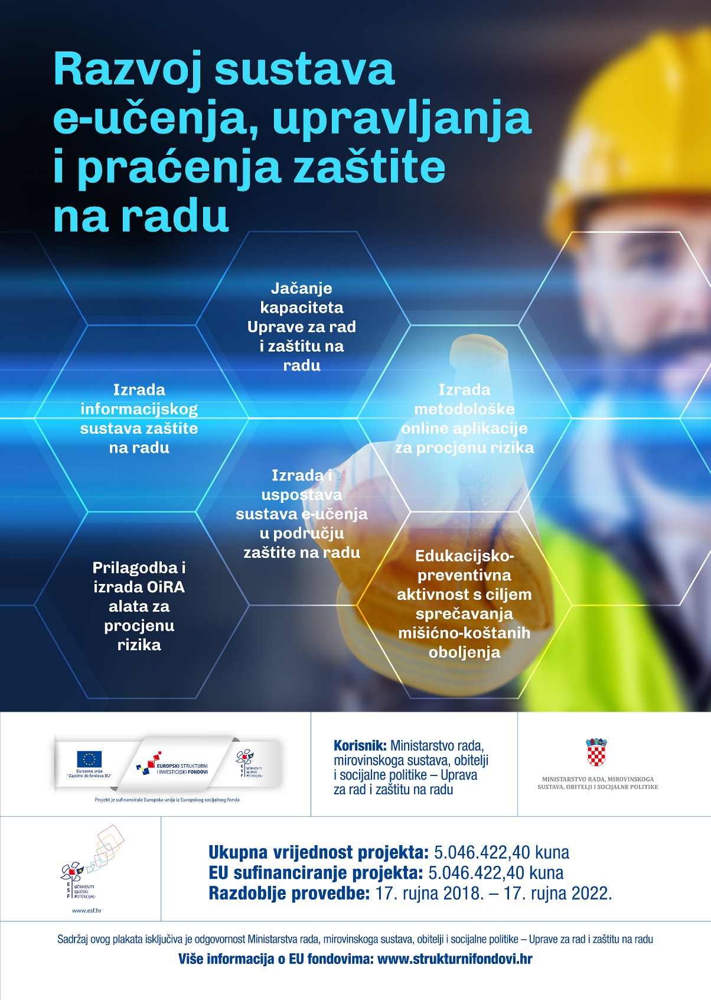 Razvoj sustava
e-učenja, upravljanja
i praćenja zaštite
na radu
Jačanje
kapaciteta
Uprave za rad
i zaštitu na
radu
Izrada
informacijskog
sustava zaštite
na radu
Izrada
metodološke
online aplikacije
za procjenu rizika
Izrada i
uspostava
sustava e-učenja
u području
zaštite na radu
Prilagodba i
izrada OiRA
alata za
procjenu
rizika
Edukacijsko-
preventivna
aktivnost s ciljem
sprečavanja
mišićno-koštanih
oboljenja
Europska unija
"Zajedno do fondova EU"
EUROPSKI STRUKTURNI
I INVESTICIJSKI FONDOVI
ESF
UČINKOVITI
LJUDSKI
POTENCIJALI
Projekt je sufinancirala Europska unija iz Europskog socijalnog fonda
Korisnik: Ministarstvo rada,
mirovinskoga sustava, obitelji
i socijalne politike – Uprava
za rad i zaštitu na radu
MINISTARSTVO RADA, MIROVINSKOGA
SUSTAVA, OBITELJI I SOCIJALNE POLITIKE
ESF
UČINKOVITI
LJUDSKI
POTENCIJALI
www.esf.hr
Ukupna vrijednost projekta: 5.046.422,40 kuna
EU sufinanciranje projekta: 5.046.422,40 kuna
Razdoblje provedbe: 17. rujna 2018. – 17. rujna 2022.
Sadržaj ovog plakata isključiva je odgovornost Ministarstva rada, mirovinskoga sustava, obitelji i socijalne politike – Uprave za rad i zaštitu na radu
Više informacija o EU fondovima: www.strukturnifondovi.hr